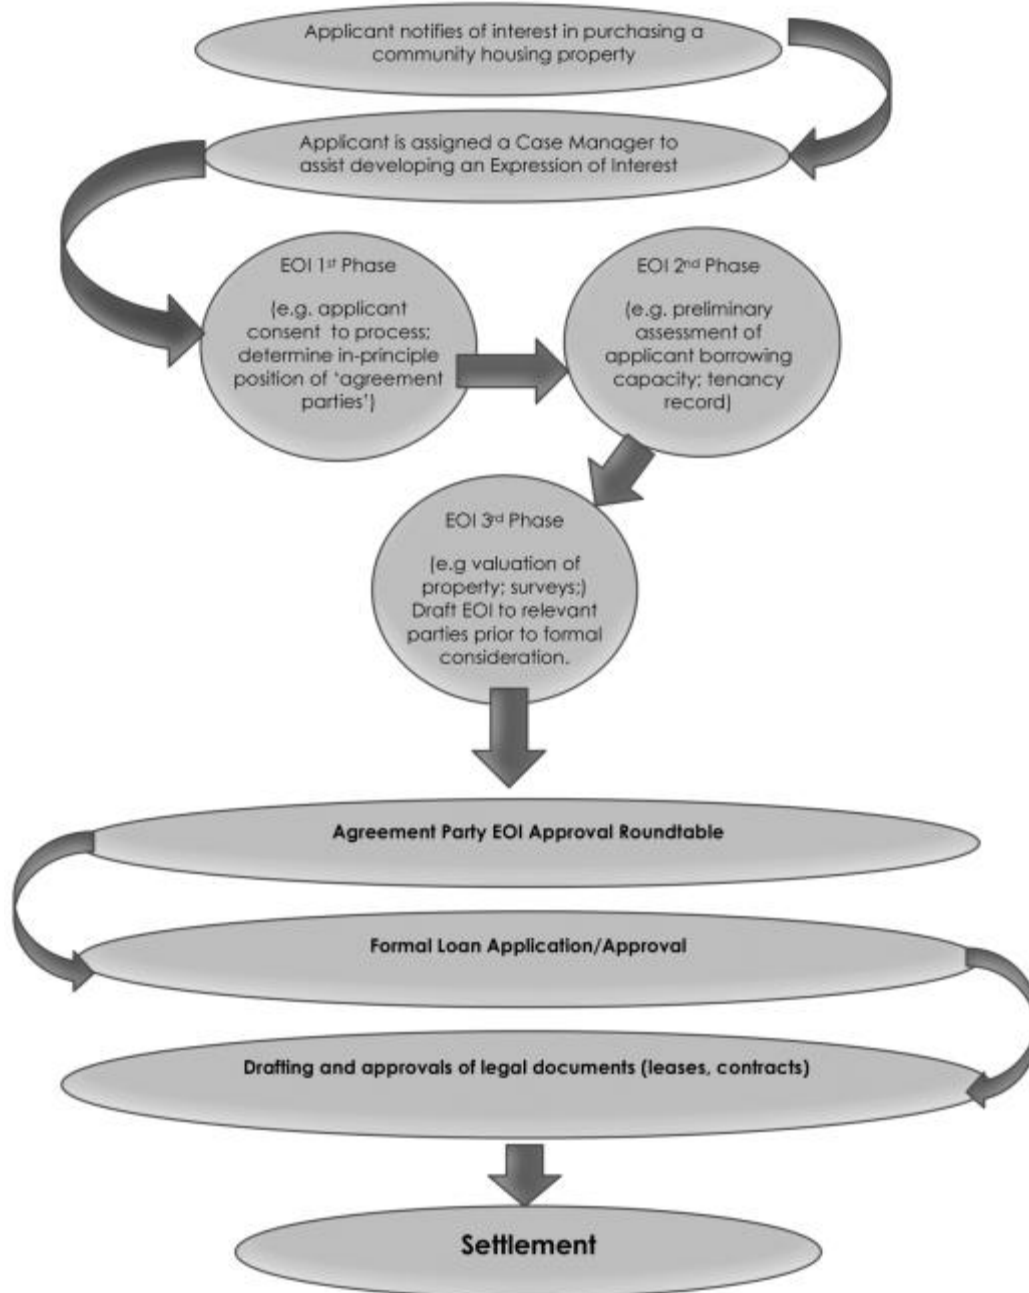 Applicant notifies of interest in purchasing a
community housing property
Applicant is assigned a Case Manager to
assist developing an Expression of Interest
EOI 1st Phase
(e.g. applicant
consent to process;
determine in-principle
position of ‘agreement
parties’)
EOI 2nd Phase
(e.g. preliminary
assessment of
applicant borrowing
capacity; tenancy
record)
EOI 3rd Phase
(e.g valuation of
property; surveys;)
Draft EOI to relevant
parties prior to formal
consideration.
Agreement Party EOI Approval Roundtable
Formal Loan Application/Approval
Drafting and approvals of legal documents (leases, contracts)
Settlement